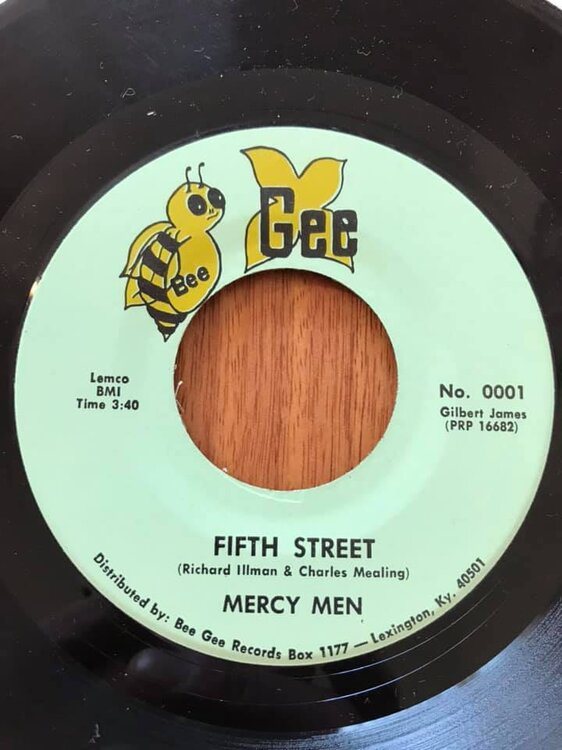 Bee
Gee
Lemco
BMI
Time 3:40
No. 0001
Gilbert James
(PRP 16682)
FIFTH STREET
(Richard Illman & Charles Mealing)
MERCY MEN
Distributed by: Bee Gee Records Box 1177 — Lexington, Ky. 40501